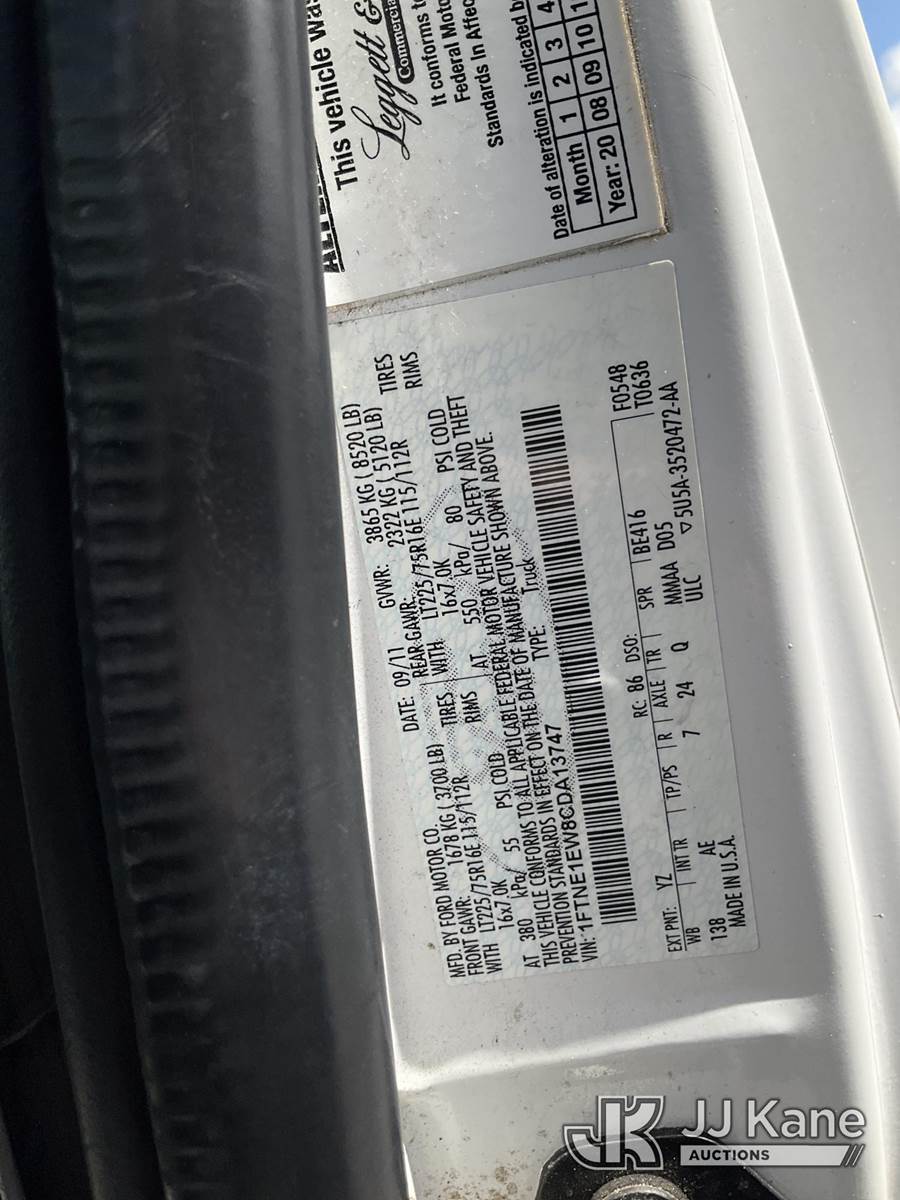 ALTE
This vehicle was
Leggett &
Commercial
It conforms to
Federal Moto
Standards In Affec
Date of alteration is indicated b
Month 1 2 3 4
Year: 20 08 09 10 1
MFD. BY FORD MOTOR CO.
DATE: 09/11 GVWR: 3865 KG ( 8520 LB)
FRONT GAWR: 1678 KG ( 3700 LB) REAR GAWR: 2322 KG ( 5120 LB)
WITH LT225/75R16E 115/112R TIRES WITH LT225/75R16E 115/112R TIRES
16x7.0K RIMS 16x7.0K RIMS
AT 380 kPa/ 55 PSI COLD AT 550 kPa/ 80 PSI COLD
THIS VEHICLE CONFORMS TO ALL APPLICABLE FEDERAL MOTOR VEHICLE SAFETY AND THEFT
PREVENTION STANDARDS IN EFFECT ON THE DATE OF MANUFACTURE SHOWN ABOVE.
VIN: 1FTNE1EW8CDA13747 TYPE: Truck
EXT PNT: YZ RC: 86 DSO: F0548
WB INT TR TP/PS R AXLE TR SPR BE416 T0636
138 AE 7 24 Q MMAA D05
MADE IN U.S.A. ULC ▽5U5A-3520472-AA
JK JJ Kane
AUCTIONS